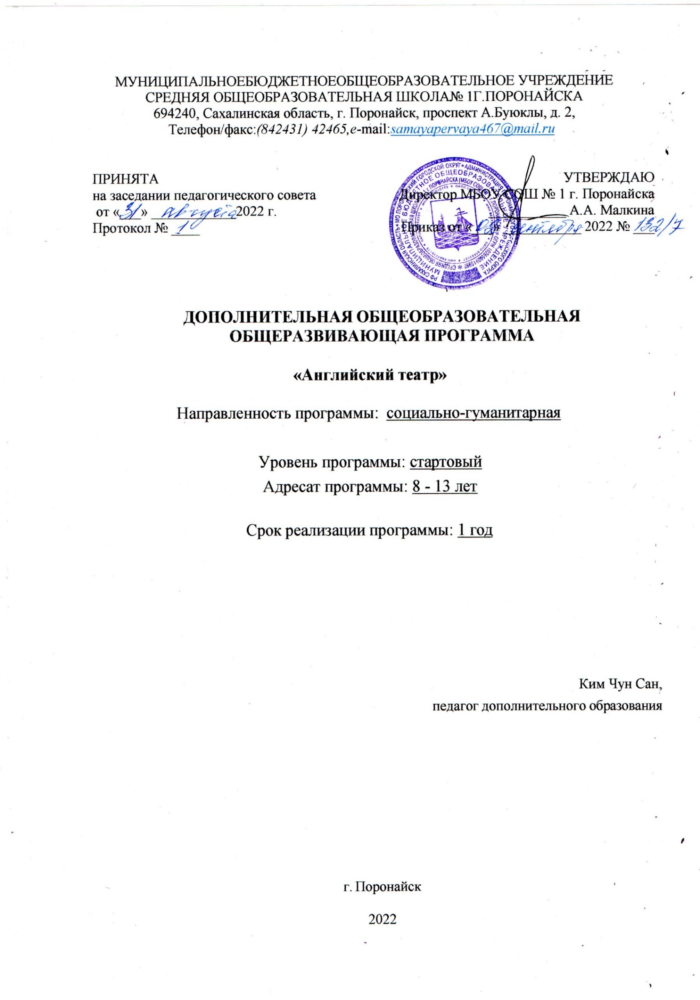 МУНИЦИПАЛЬНОЕБЮДЖЕТНОЕОБЩЕОБРАЗОВАТЕЛЬНОЕ УЧРЕЖДЕНИЕ
СРЕДНЯЯ ОБЩЕОБРАЗОВАТЕЛЬНАЯ ШКОЛА№ 1Г.ПОРОНАЙСКА
694240, Сахалинская область, г. Поронайск, проспект А.Буюклы, д. 2,
Телефон/факс:(842431) 42465,e-mail:samayapervaya467@mail.ru
ПРИНЯТА
на заседании педагогического совета
от «31» августа 2022 г.
Протокол № 1
УТВЕРЖДАЮ
Директор МБОУ СОШ № 1 г. Поронайска
А.А. Малкина
Приказ от « » сентября 2022 № 132/7
ДОПОЛНИТЕЛЬНАЯ ОБЩЕОБРАЗОВАТЕЛЬНАЯ
ОБЩЕРАЗВИВАЮЩАЯ ПРОГРАММА
«Английский театр»
Направленность программы: социально-гуманитарная
Уровень программы: стартовый
Адресат программы: 8 - 13 лет
Срок реализации программы: 1 год
Ким Чун Сан,
педагог дополнительного образования
г. Поронайск
2022